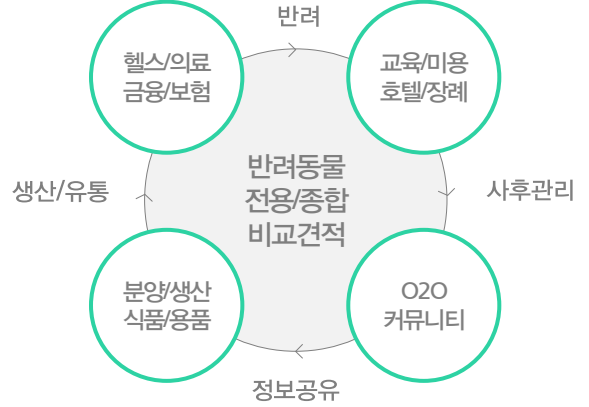 반려
헬스/의료
금융/보험
교육/미용
호텔/장례
생산/유통
반려동물
전용/종합
비교견적
사후관리
분양/생산
식품/용품
O2O
커뮤니티
정보공유